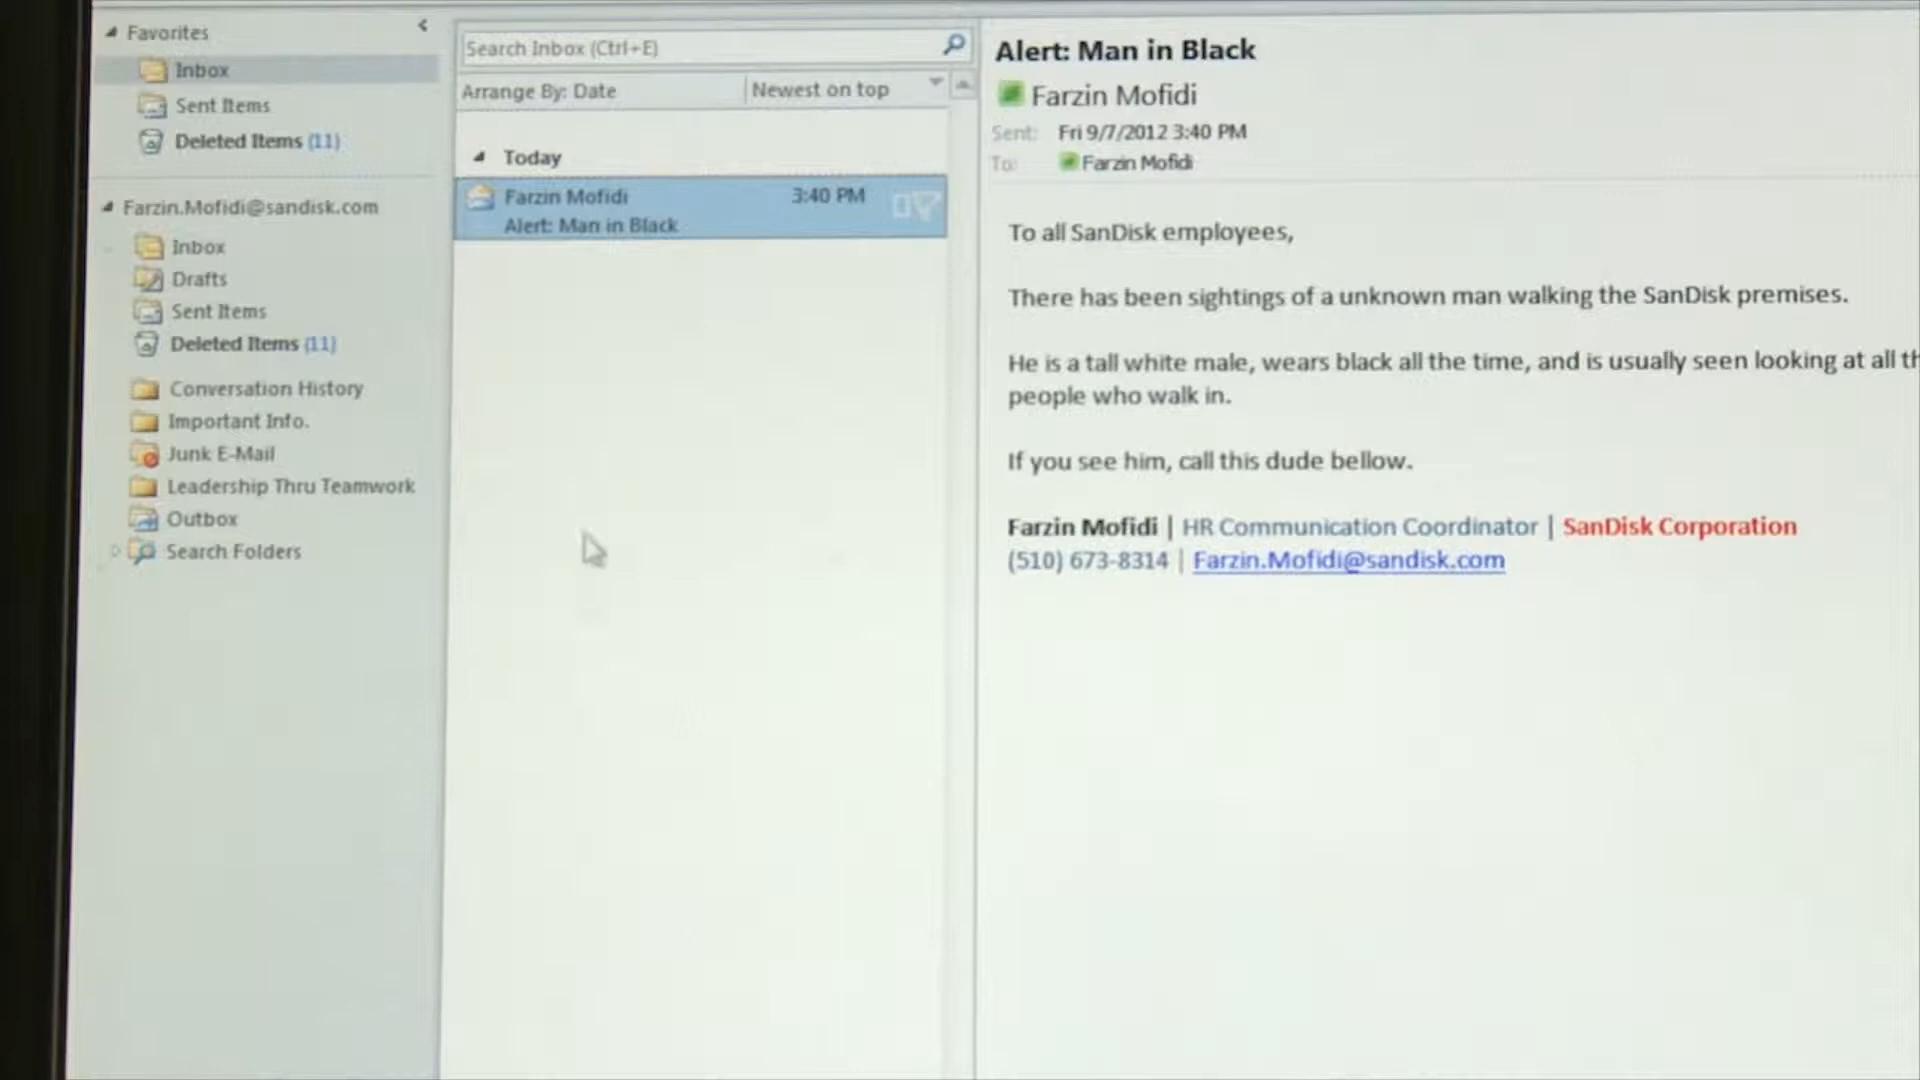 Favorites
Inbox
Sent Items
Deleted Items (11)
Farzin.Mofidi@sandisk.com
Inbox
Drafts
Sent Items
Deleted Items (11)
Conversation History
Important Info.
Junk E-Mail
Leadership Thru Teamwork
Outbox
Search Folders
Search Inbox (Ctrl+E)
Arrange By: Date
Newest on top
Today
Farzin Mofidi 3:40 PM
Alert: Man in Black
Alert: Man in Black
Farzin Mofidi
Sent: Fri 9/7/2012 3:40 PM
To: Farzin Mofidi
To all SanDisk employees,
There has been sightings of a unknown man walking the SanDisk premises.
He is a tall white male, wears black all the time, and is usually seen looking at all th
people who walk in.
If you see him, call this dude bellow.
Farzin Mofidi | HR Communication Coordinator | SanDisk Corporation
(510) 673-8314 | Farzin.Mofidi@sandisk.com